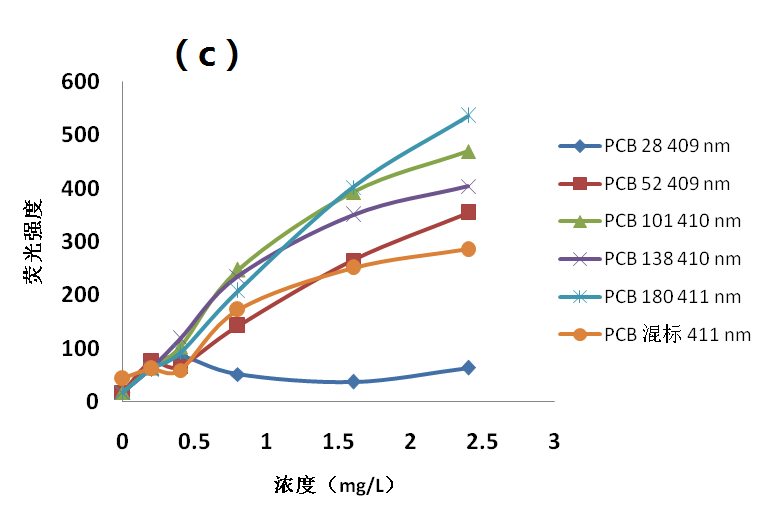 (c)
600
500
400
300
200
100
0
荧光强度
0 0.5 1 1.5 2 2.5 3
浓度（mg/L）
PCB 28 409 nm
PCB 52 409 nm
PCB 101 410 nm
PCB 138 410 nm
PCB 180 411 nm
PCB 混标 411 nm